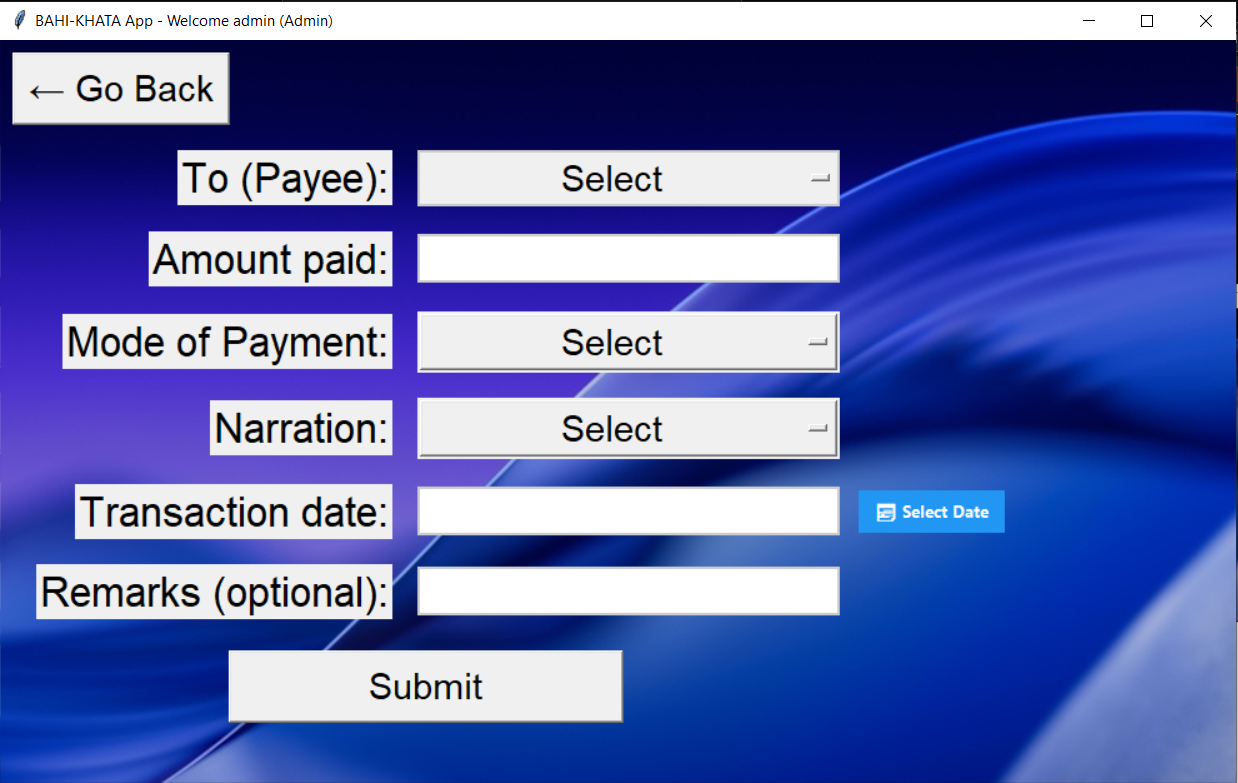 BAHI-KHATA App - Welcome admin (Admin)
← Go Back
To (Payee): Select
Amount paid:
Mode of Payment: Select
Narration: Select
Transaction date: Select Date
Remarks (optional):
Submit